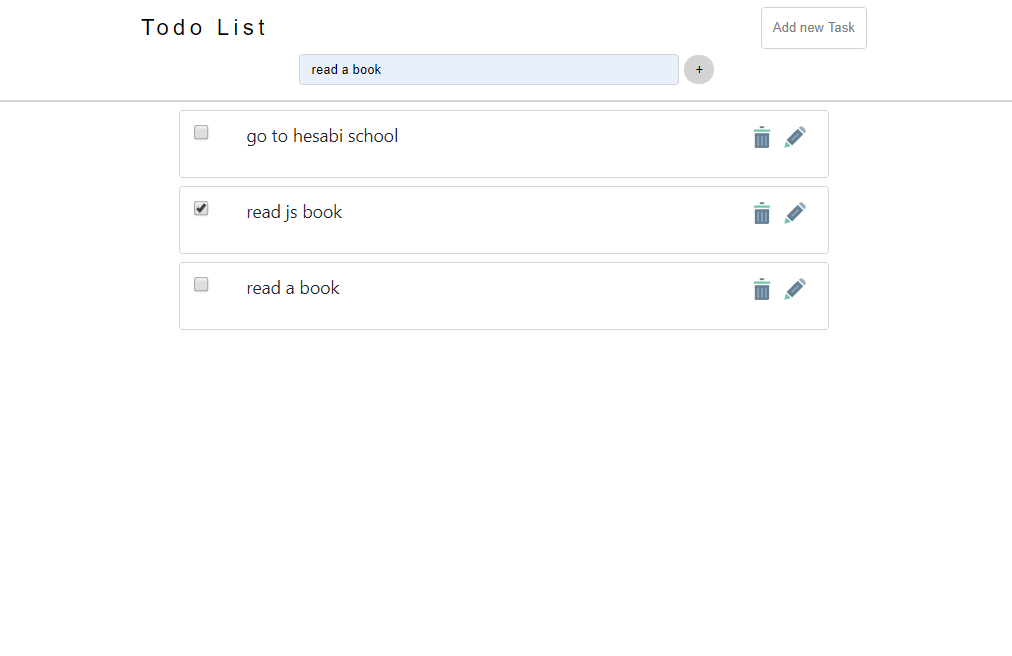 Todo List
Add new Task
read a book
+
go to hesabi school
read js book
read a book